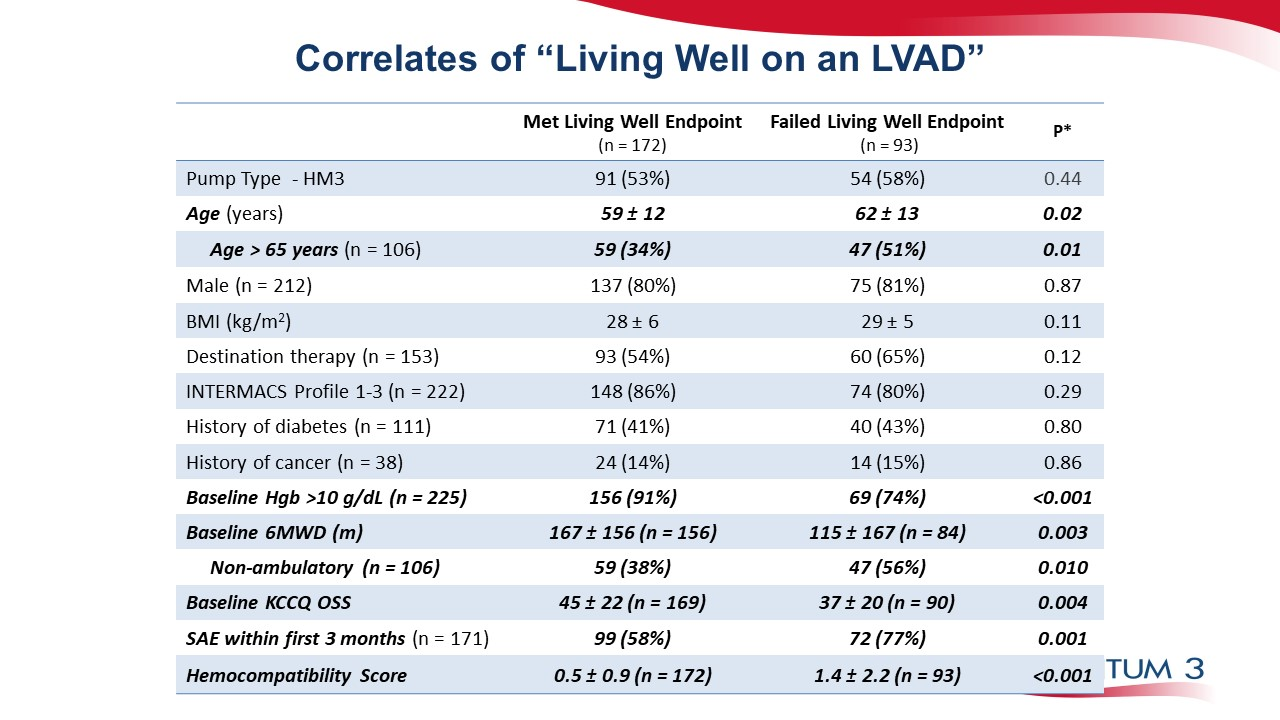 Correlates of “Living Well on an LVAD”
Met Living Well Endpoint (n = 172) Failed Living Well Endpoint (n = 93) P*
Pump Type - HM3 91 (53%) 54 (58%) 0.44
Age (years) 59 ± 12 62 ± 13 0.02
Age > 65 years (n = 106) 59 (34%) 47 (51%) 0.01
Male (n = 212) 137 (80%) 75 (81%) 0.87
BMI (kg/m²) 28 ± 6 29 ± 5 0.11
Destination therapy (n = 153) 93 (54%) 60 (65%) 0.12
INTERMACS Profile 1-3 (n = 222) 148 (86%) 74 (80%) 0.29
History of diabetes (n = 111) 71 (41%) 40 (43%) 0.80
History of cancer (n = 38) 24 (14%) 14 (15%) 0.86
Baseline Hgb >10 g/dL (n = 225) 156 (91%) 69 (74%) <0.001
Baseline 6MWD (m) 167 ± 156 (n = 156) 115 ± 167 (n = 84) 0.003
Non-ambulatory (n = 106) 59 (38%) 47 (56%) 0.010
Baseline KCCQ OSS 45 ± 22 (n = 169) 37 ± 20 (n = 90) 0.004
SAE within first 3 months (n = 171) 99 (58%) 72 (77%) 0.001
Hemocompatibility Score 0.5 ± 0.9 (n = 172) 1.4 ± 2.2 (n = 93) <0.001
TUM 3